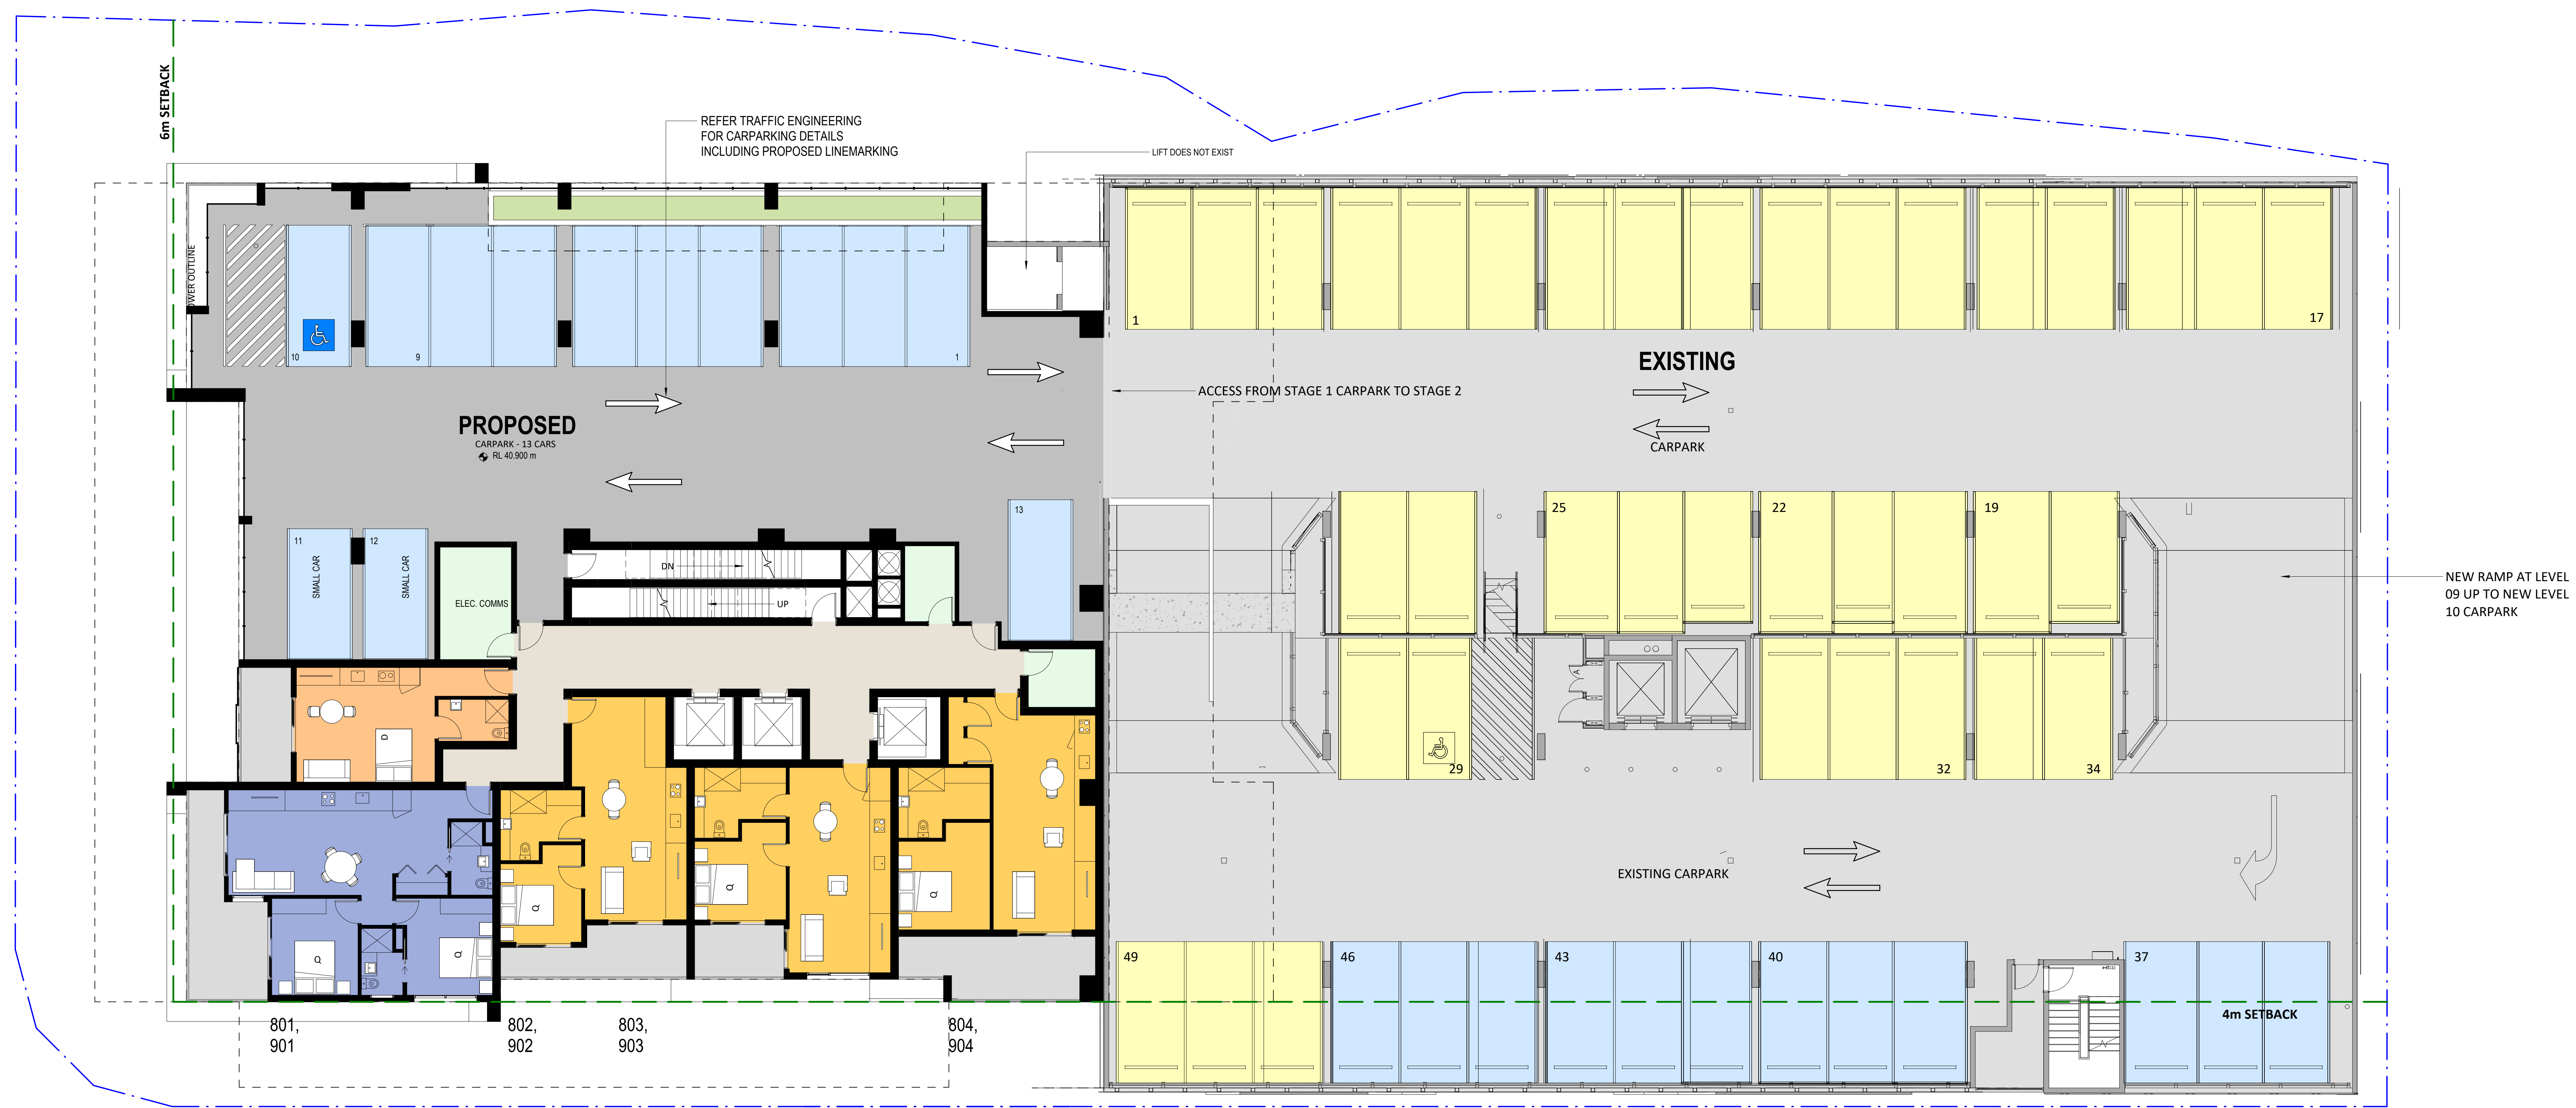 6m SETBACK
REFER TRAFFIC ENGINEERING
FOR CARPARKING DETAILS
INCLUDING PROPOSED LINEMARKING
LIFT DOES NOT EXIST
OWER OUTLINE
10
9
1
1
17
EXISTING
ACCESS FROM STAGE 1 CARPARK TO STAGE 2
PROPOSED
CARPARK - 13 CARS
RL 40.900 m
CARPARK
11
SMALL CAR
12
SMALL CAR
13
25
22
19
DN
UP
ELEC. COMMS
NEW RAMP AT LEVEL
09 UP TO NEW LEVEL
10 CARPARK
A
D
29
32
34
EXISTING CARPARK
Q
Q
Q
Q
Q
49
46
43
40
37
4m SETBACK
801,
901
802,
902
803,
903
804,
904